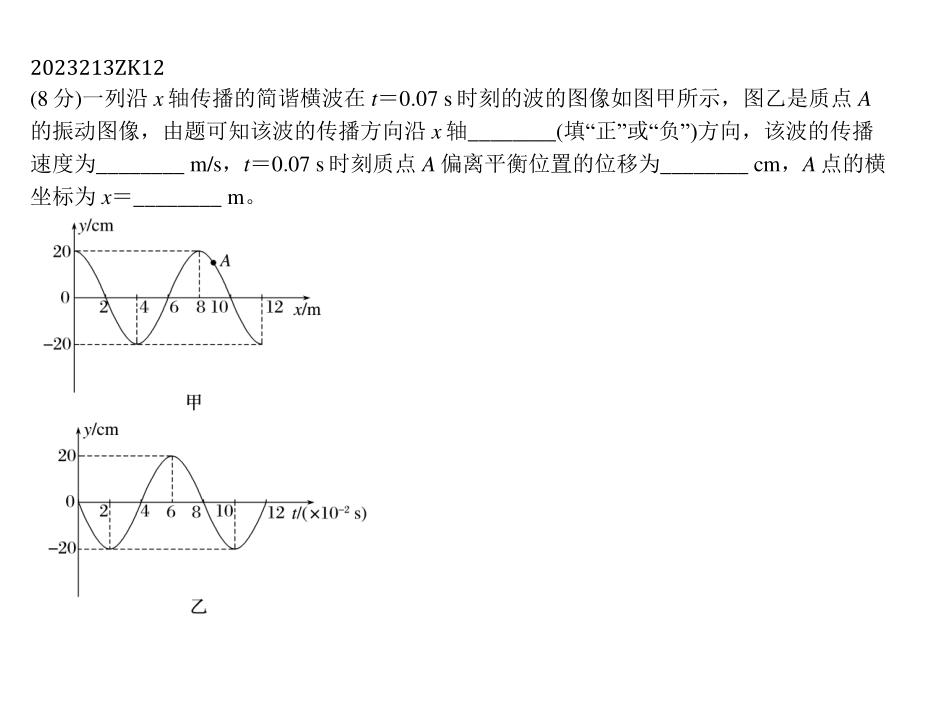 2023213ZK12
(8 分)一列沿 x 轴传播的简谐横波在 t＝0.07 s 时刻的波的图像如图甲所示，图乙是质点 A
的振动图像，由题可知该波的传播方向沿 x 轴________(填“正”或“负”)方向，该波的传播
速度为________ m/s，t＝0.07 s 时刻质点 A 偏离平衡位置的位移为________ cm，A 点的横
坐标为 x＝________ m。
y/cm
20
A
0
2 4 6 8 10 12 x/m
−20
甲
y/cm
20
0
2 4 6 8 10 12 t/(×10⁻² s)
−20
乙